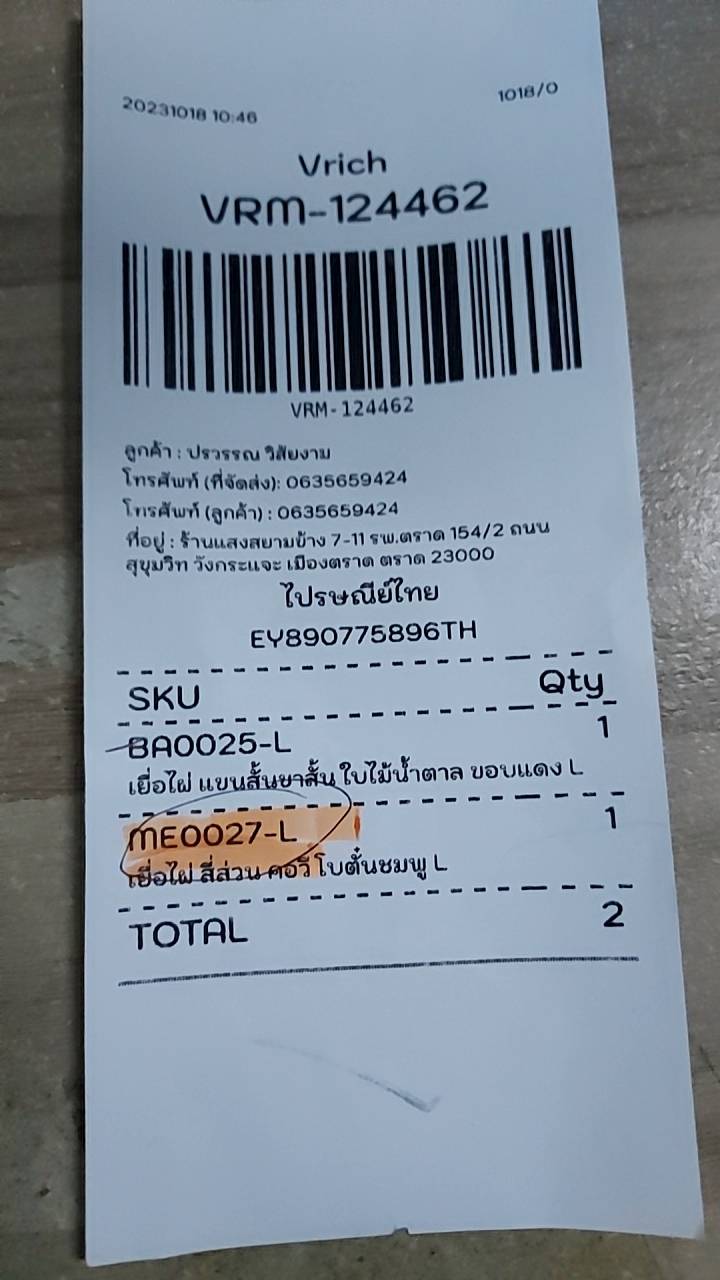 20231018 10:46
1018/0
Vrich
VRM-124462
VRM-124462
ลูกค้า : ปรวรรณ วิสัยงาม
โทรศัพท์ (ที่จัดส่ง): 0635659424
โทรศัพท์ (ลูกค้า) : 0635659424
ที่อยู่ : ร้านแสงสยามข้าง 7-11 รพ.ตราด 154/2 ถนน
สุขุมวิท วังกระแจะ เมืองตราด ตราด 23000
ไปรษณีย์ไทย
EY890775896TH
SKU Qty
BA0025-L 1
เยื่อไผ่ แขนสั้นขาสั้น ใบไม้น้ำตาล ขอบแดง L
ME0027-L 1
เยื่อไผ่ สี่ส่วน คอวี โบตั๋นชมพู L
TOTAL 2